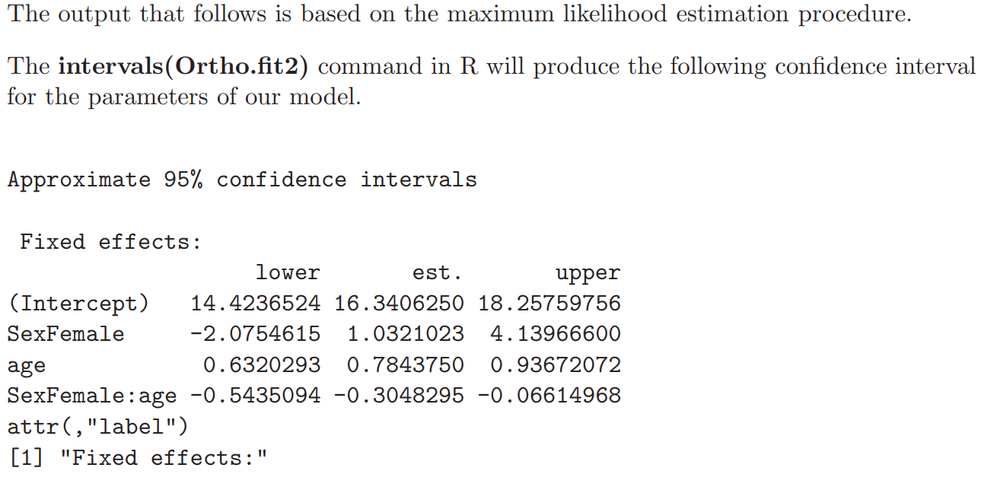 The output that follows is based on the maximum likelihood estimation procedure.
The intervals(Ortho.fit2) command in R will produce the following confidence interval
for the parameters of our model.
Approximate 95% confidence intervals
Fixed effects:
lower est. upper
(Intercept) 14.4236524 16.3406250 18.25759756
SexFemale -2.0754615 1.0321023 4.13966600
age 0.6320293 0.7843750 0.93672072
SexFemale:age -0.5435094 -0.3048295 -0.06614968
attr(,"label")
[1] "Fixed effects:"